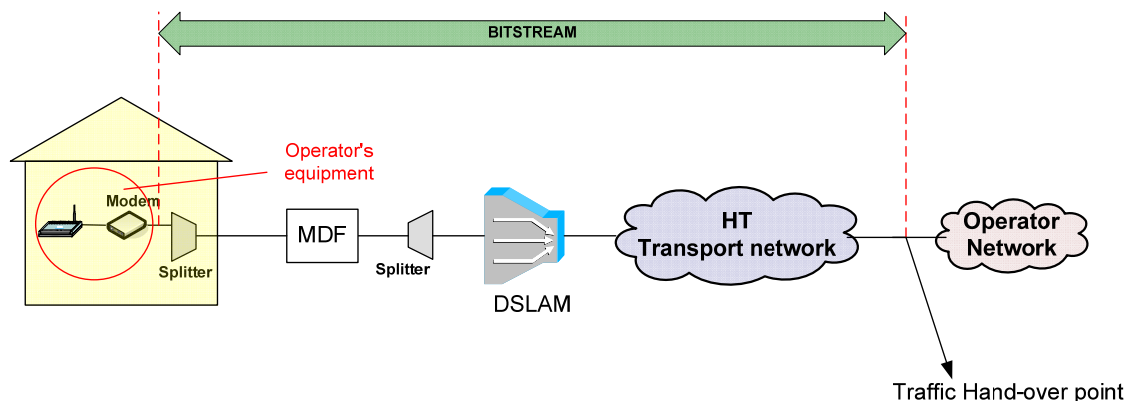 BITSTREAM
Operator's
equipment
Modem
Splitter
MDF
Splitter
DSLAM
HT
Transport network
Operator
Network
Traffic Hand-over point